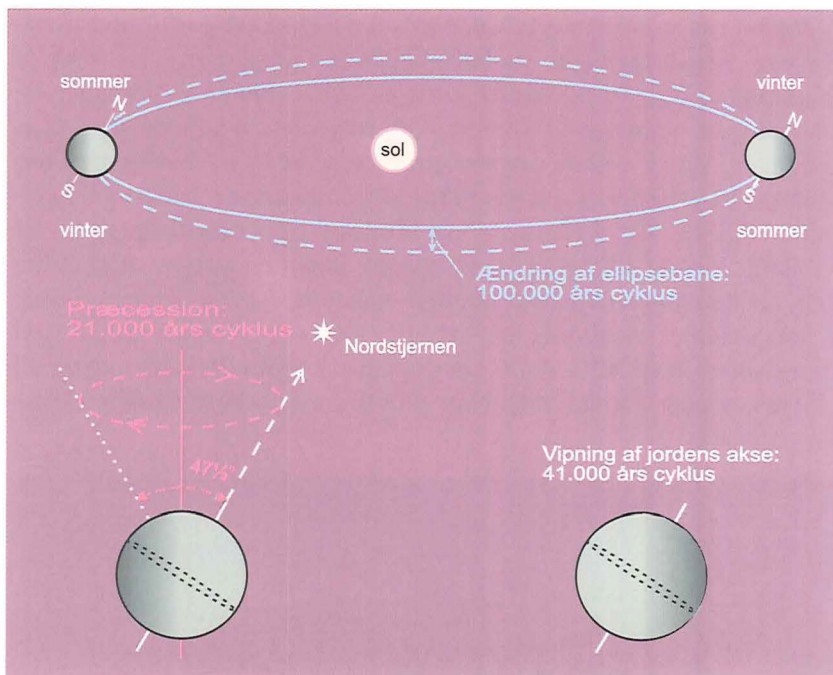 sommer
N
S
vinter
sol
vinter
N
S
sommer
Ændring af ellipsebane:
100.000 års cyklus
Præcession:
21.000 års cyklus
Nordstjernen
47½°
Vipning af jordens akse:
41.000 års cyklus